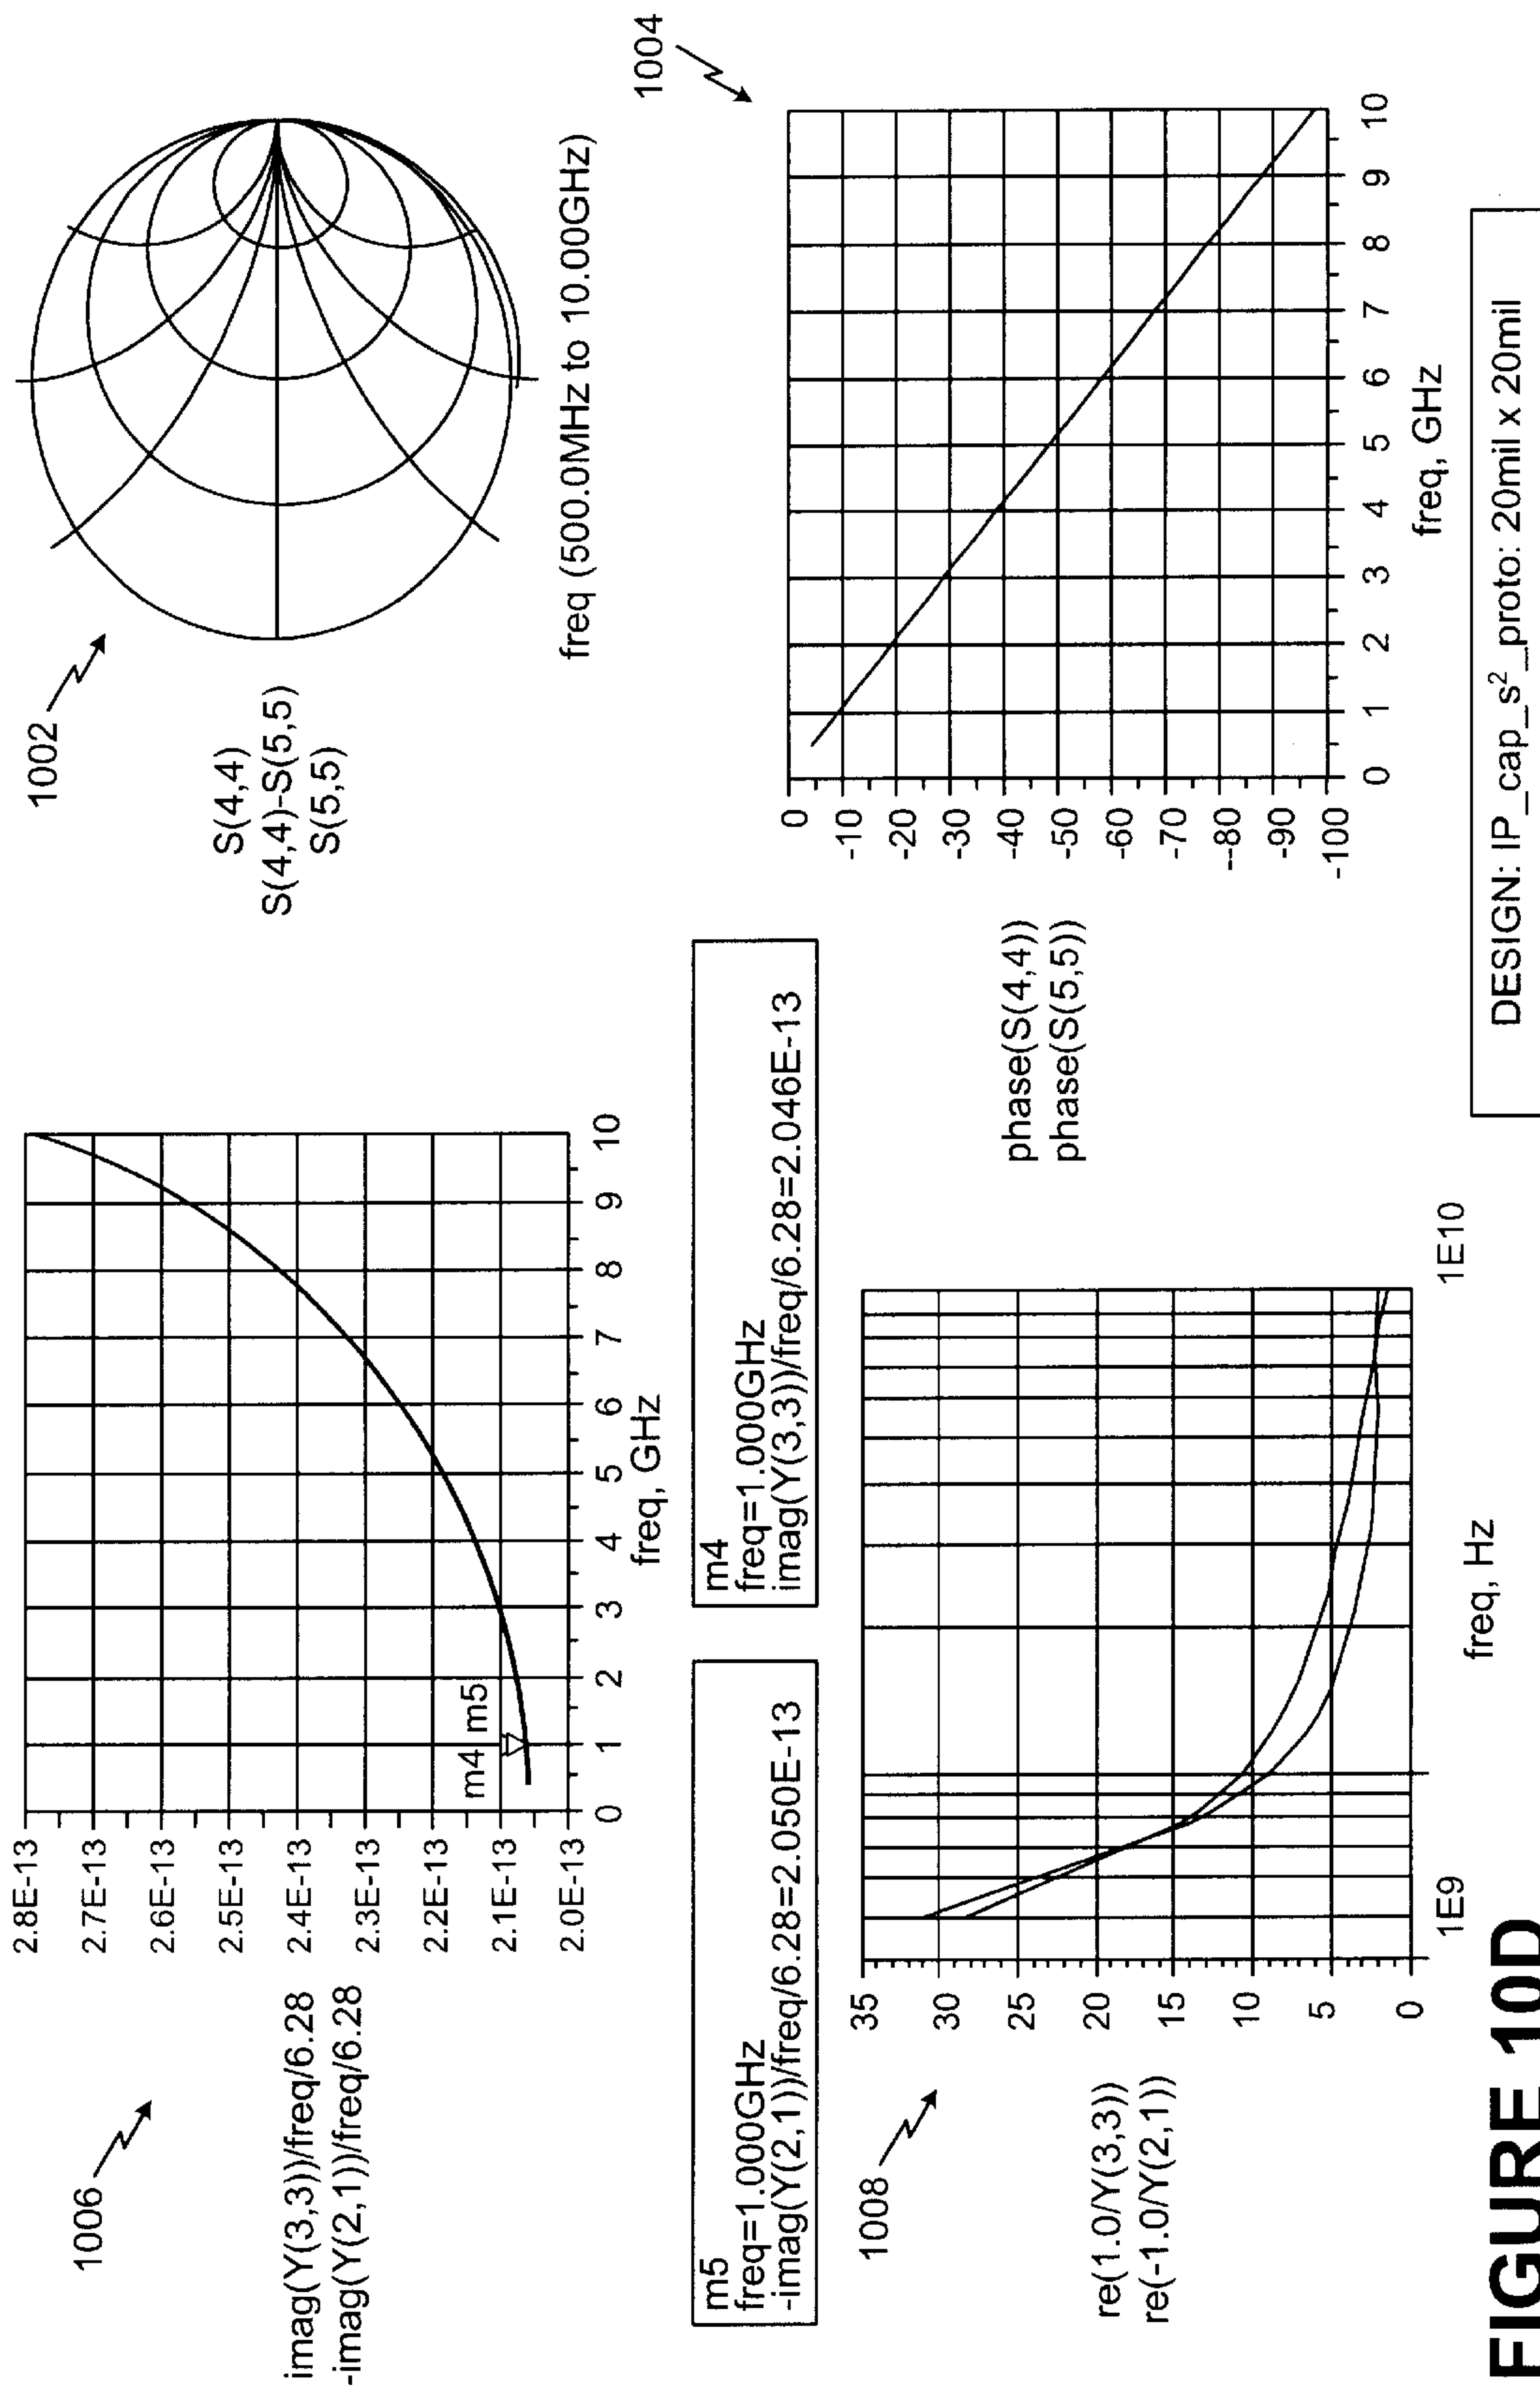 1006
imag(Y(3,3))/freq/6.28
-imag(Y(2,1))/freq/6.28
2.8E-13
2.7E-13
2.6E-13
2.5E-13
2.4E-13
2.3E-13
2.2E-13
2.1E-13
2.0E-13
m4 m5
0 1 2 3 4 5 6 7 8 9 10
freq, GHz
1002
S(4,4)
S(4,4)-S(5,5)
S(5,5)
freq (500.0MHz to 10.00GHz)
m5
freq=1.000GHz
-imag(Y(2,1))/freq/6.28=2.050E-13
m4
freq=1.000GHz
imag(Y(3,3))/freq/6.28=2.046E-13
1008
re(1.0/Y(3,3))
re(-1.0/Y(2,1))
35
30
25
20
15
10
5
0
1E9
1E10
freq, Hz
1004
phase(S(4,4))
phase(S(5,5))
0
-10
-20
-30
-40
-50
-60
-70
--80
-90
-100
0 1 2 3 4 5 6 7 8 9 10
freq, GHz
DESIGN: IP_cap_s²_proto: 20mil x 20mil
FIGURE 10D